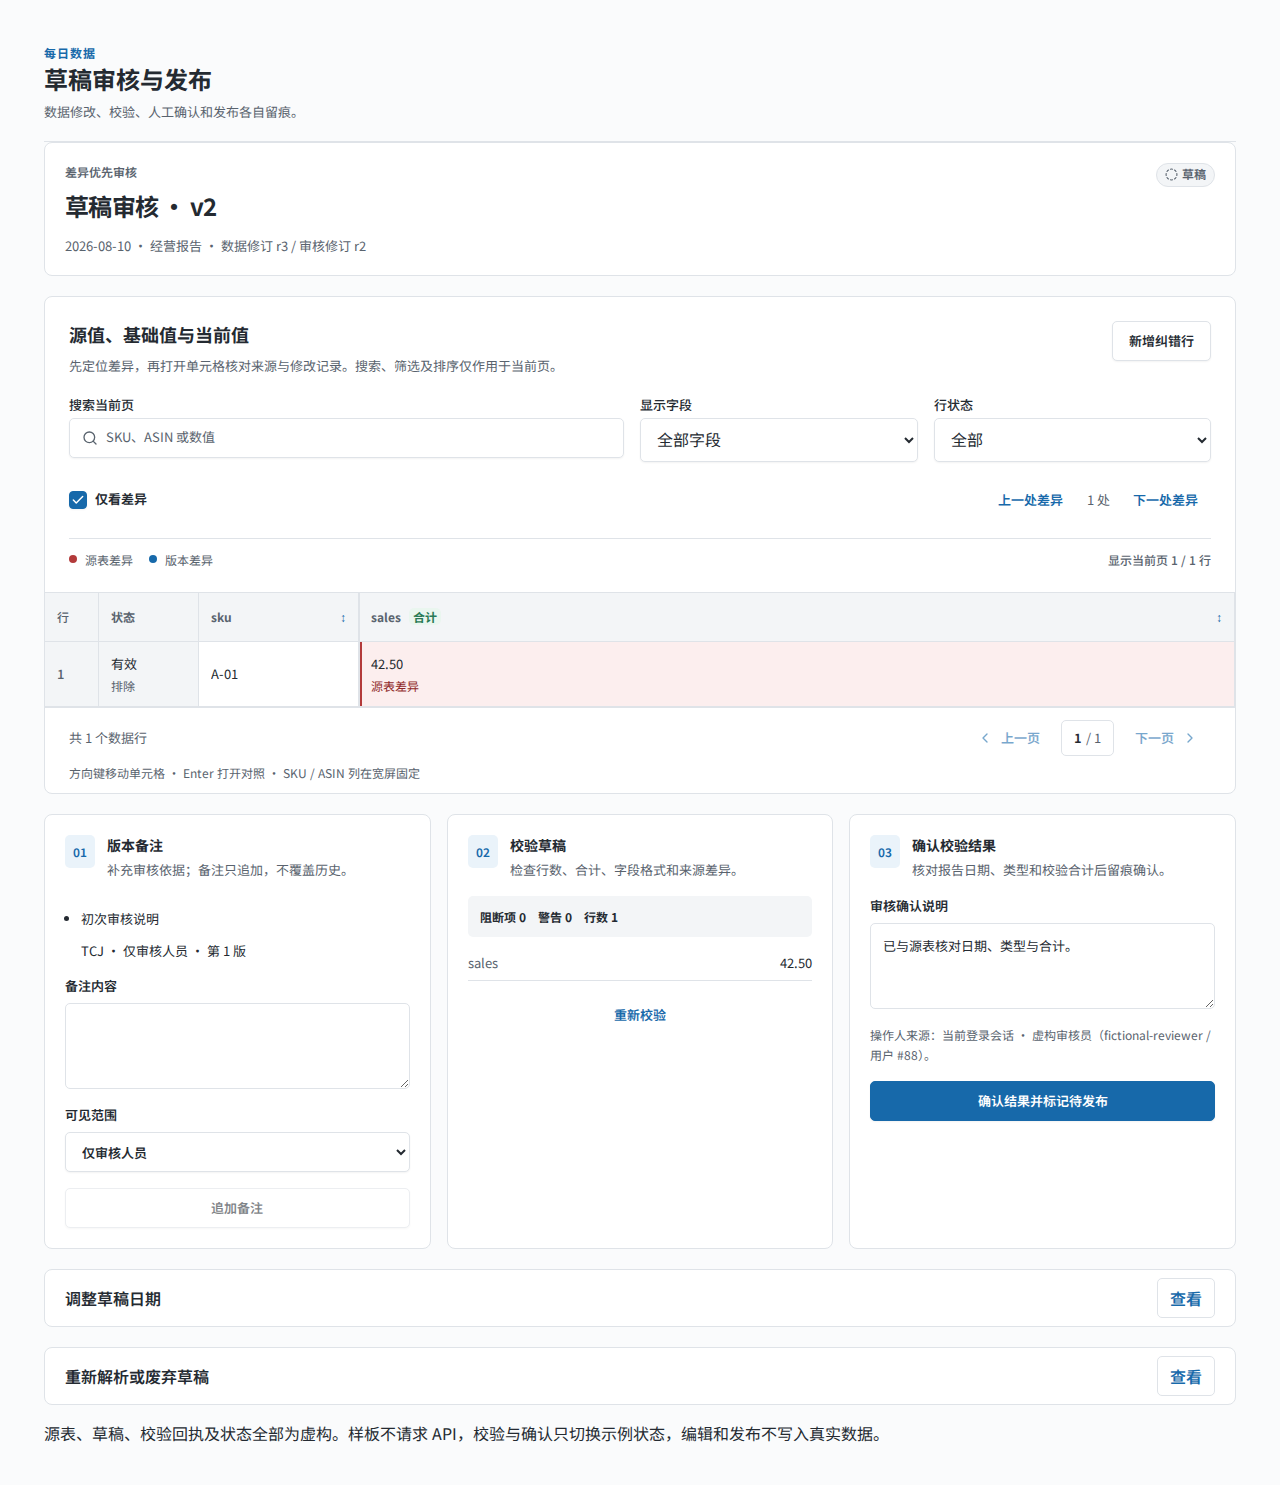 每日数据
草稿审核与发布
数据修改、校验、人工确认和发布各自留痕。
差异优先审核
草稿
草稿审核 · v2
2026-08-10 · 经营报告 · 数据修订 r3 / 审核修订 r2
源值、基础值与当前值
新增纠错行
先定位差异，再打开单元格核对来源与修改记录。搜索、筛选及排序仅作用于当前页。
搜索当前页
显示字段
行状态
SKU、ASIN 或数值
全部字段
全部
仅看差异
上一处差异
1 处
下一处差异
源表差异
版本差异
显示当前页 1 / 1 行
行
状态
sku
↕
sales 合计
↕
1
有效
排除
A-01
42.50
源表差异
共 1 个数据行
上一页
1 / 1
下一页
方向键移动单元格 · Enter 打开对照 · SKU / ASIN 列在宽屏固定
01
版本备注
补充审核依据；备注只追加，不覆盖历史。
初次审核说明
TCJ · 仅审核人员 · 第 1 版
备注内容
可见范围
仅审核人员
追加备注
02
校验草稿
检查行数、合计、字段格式和来源差异。
阻断项 0 警告 0 行数 1
sales
42.50
重新校验
03
确认校验结果
核对报告日期、类型和校验合计后留痕确认。
审核确认说明
已与源表核对日期、类型与合计。
操作人来源：当前登录会话 · 虚构审核员（fictional-reviewer /
用户 #88）。
确认结果并标记待发布
调整草稿日期
查看
重新解析或废弃草稿
查看
源表、草稿、校验回执及状态全部为虚构。样板不请求 API，校验与确认只切换示例状态，编辑和发布不写入真实数据。